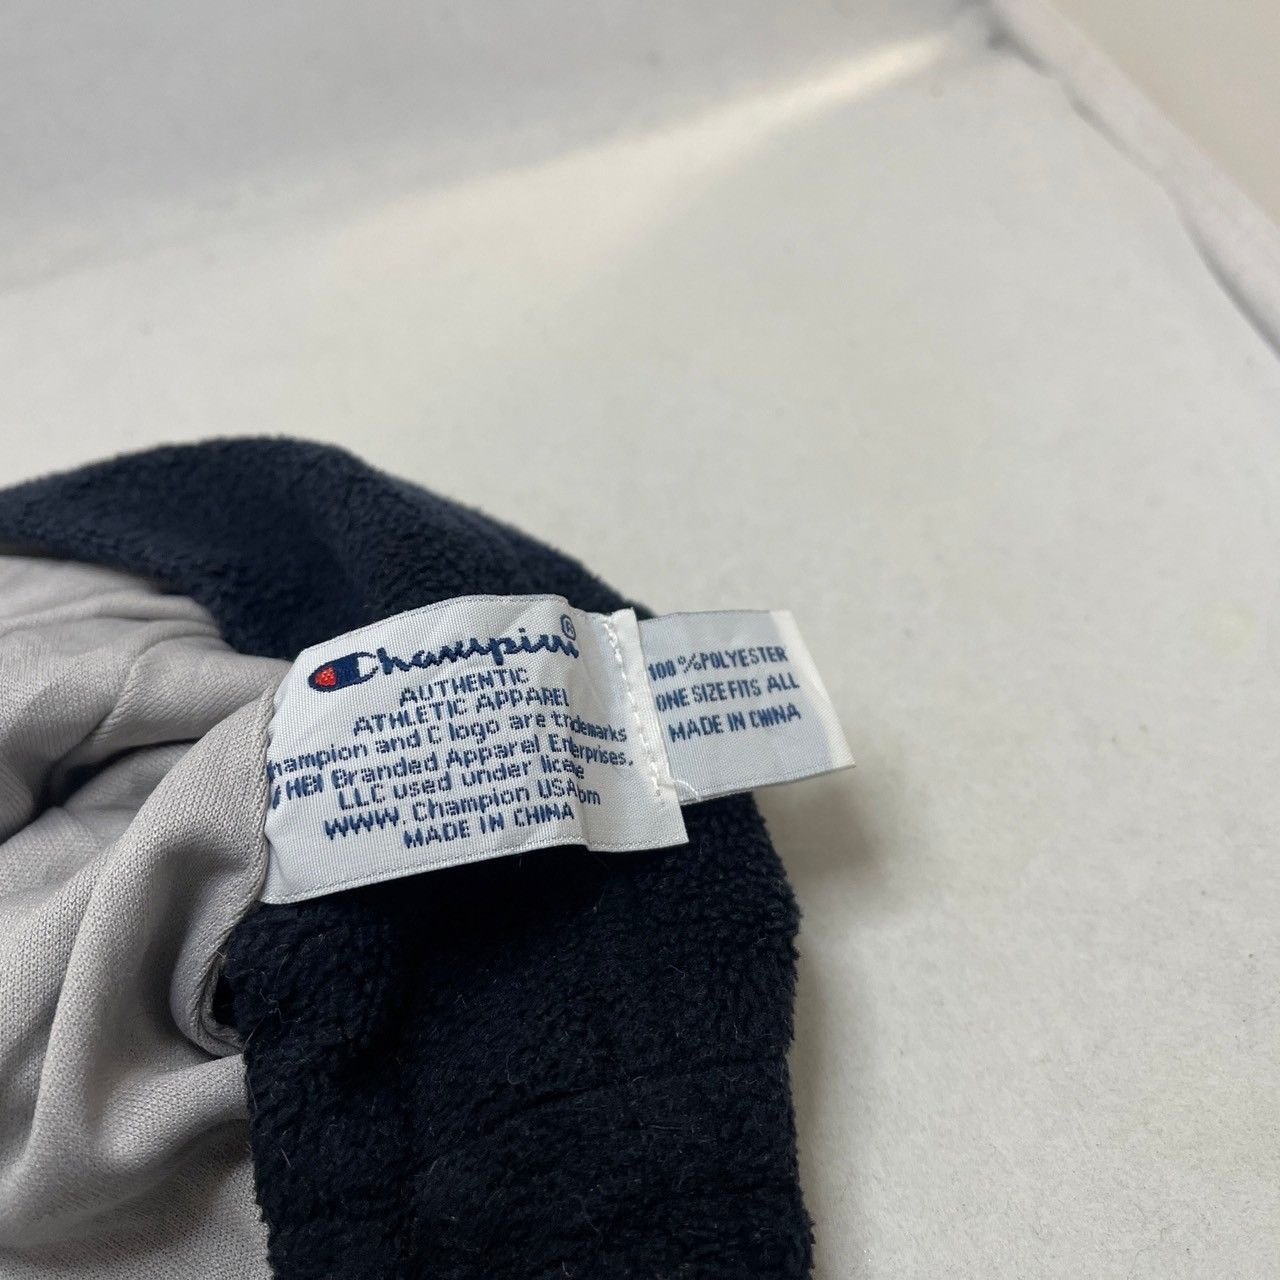 Champion®
AUTHENTIC
ATHLETIC APPAREL
hampion and C logo are trademarks
HBI Branded Apparel Enterprises,
LLC used under license
WWW. Champion USA.com
MADE IN CHINA
100 %POLYESTER
ONE SIZE FITS ALL
MADE IN CHINA